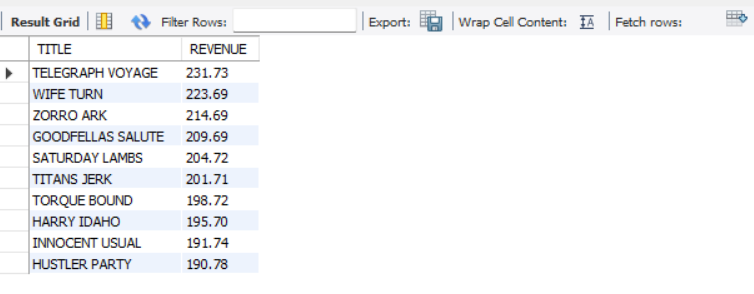 Result Grid Filter Rows: Export: Wrap Cell Content: IA Fetch rows:
TITLE REVENUE
TELEGRAPH VOYAGE 231.73
WIFE TURN 223.69
ZORRO ARK 214.69
GOODFELLAS SALUTE 209.69
SATURDAY LAMBS 204.72
TITANS JERK 201.71
TORQUE BOUND 198.72
HARRY IDAHO 195.70
INNOCENT USUAL 191.74
HUSTLER PARTY 190.78